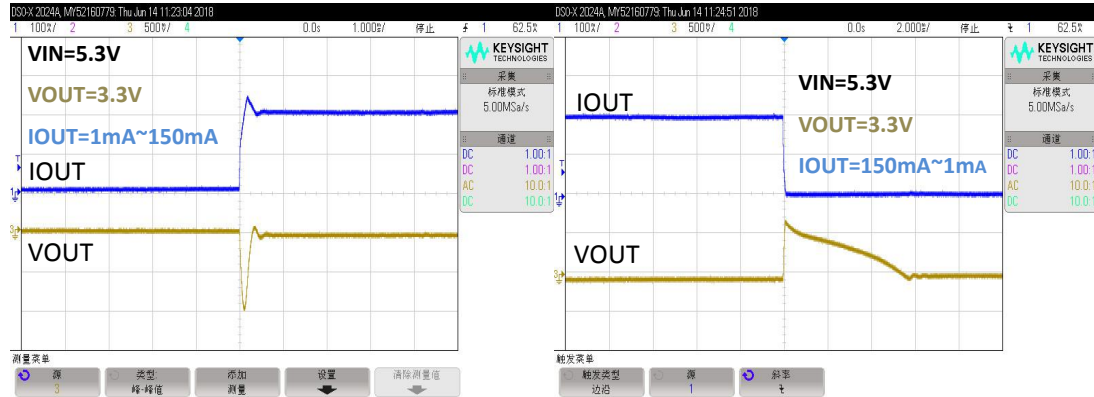 DSO-X 2024A, MY52160779: Thu Jun 14 11:23:04 2018
1 100%/ 2 3 500%/ 4 0.0s 1.000%/ 停止 1 62.5%
VIN=5.3V
VOUT=3.3V
IOUT=1mA~150mA
IOUT
VOUT
KEYSIGHT
TECHNOLOGIES
采集
标准模式
5.00MSa/s
通道
DC 1.00:1
DC 1.00:1
AC 10.0:1
DC 10.0:1
测量菜单
源
3
类型:
峰-峰值
添加
测量
设置
清除测量值
DSO-X 2024A, MY52160779: Thu Jun 14 11:24:51 2018
1 100%/ 2 3 500%/ 4 0.0s 2.000%/ 停止 1 62.5%
IOUT
VIN=5.3V
VOUT=3.3V
IOUT=150mA~1mA
VOUT
KEYSIGHT
TECHNOLOGIES
采集
标准模式
5.00MSa/s
通道
DC 1.00:1
DC 1.00:1
AC 10.0:1
DC 10.0:1
触发菜单
触发类型
边沿
源
1
斜率